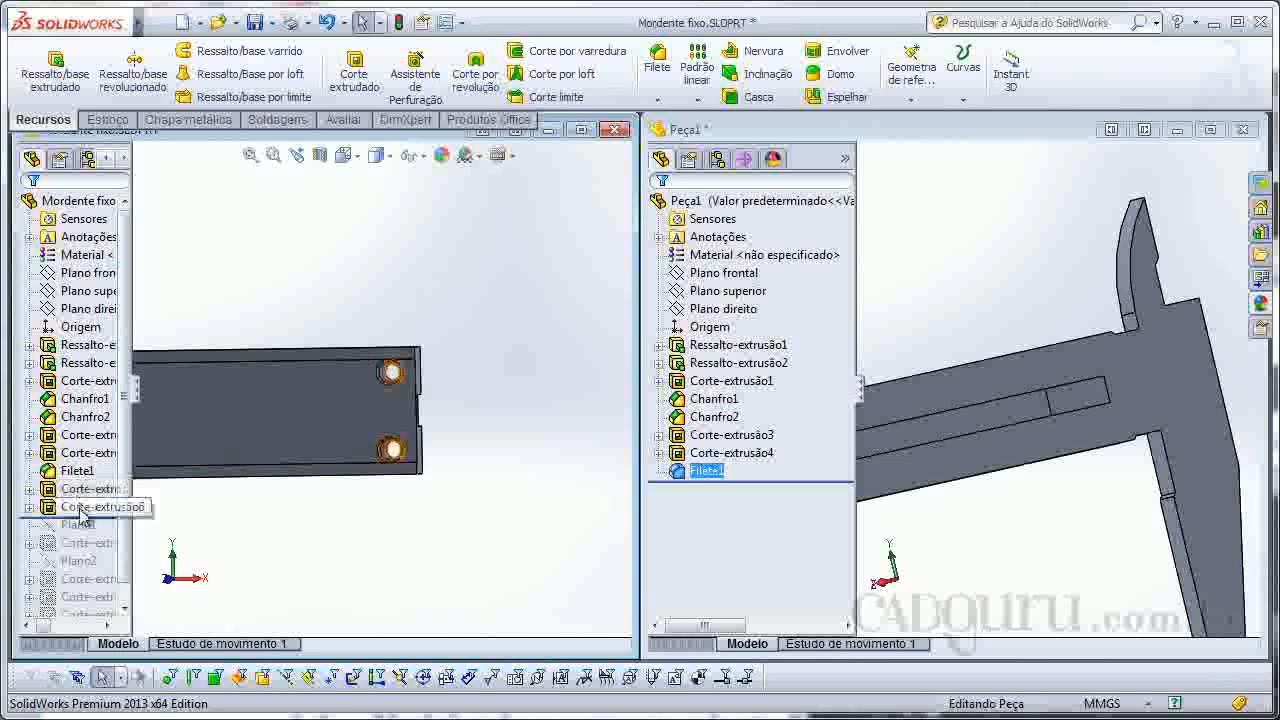 SOLIDWORKS
Mordente fixo.SLDPRT *
Pesquisar a Ajuda do SolidWorks
Ressalto/base extrudado
Ressalto/base revolucionado
Ressalto/base varrido
Ressalto/Base por loft
Ressalto/base por limite
Corte extrudado
Assistente de Perfuração
Corte por revolução
Corte por varredura
Corte por loft
Corte limite
Filete
Padrão linear
Nervura
Inclinação
Casca
Envolver
Domo
Espelhar
Geometria de refe...
Curvas
Instant 3D
Recursos
Esboço
Chapa metálica
Soldagens
Avaliar
DimXpert
Produtos Office
Peça1 *
Mordente fixo
Sensores
Anotações
Material <
Plano fron
Plano supe
Plano direi
Origem
Ressalto-e
Ressalto-e
Corte-extru
Chanfro1
Chanfro2
Corte-extru
Corte-extru
Filete1
Corte-extrus
Corte-extrusão6
Plano1
Corte-extr
Plano2
Corte-extr
Corte-extr
Corte-extr
Modelo
Estudo de movimento 1
Peça1 (Valor predeterminado<<Va
Sensores
Anotações
Material <não especificado>
Plano frontal
Plano superior
Plano direito
Origem
Ressalto-extrusão1
Ressalto-extrusão2
Corte-extrusão1
Chanfro1
Chanfro2
Corte-extrusão3
Corte-extrusão4
Filete1
Modelo
Estudo de movimento 1
Y
X
Y
X
CADguru.com
SolidWorks Premium 2013 x64 Edition
Editando Peça
MMGS